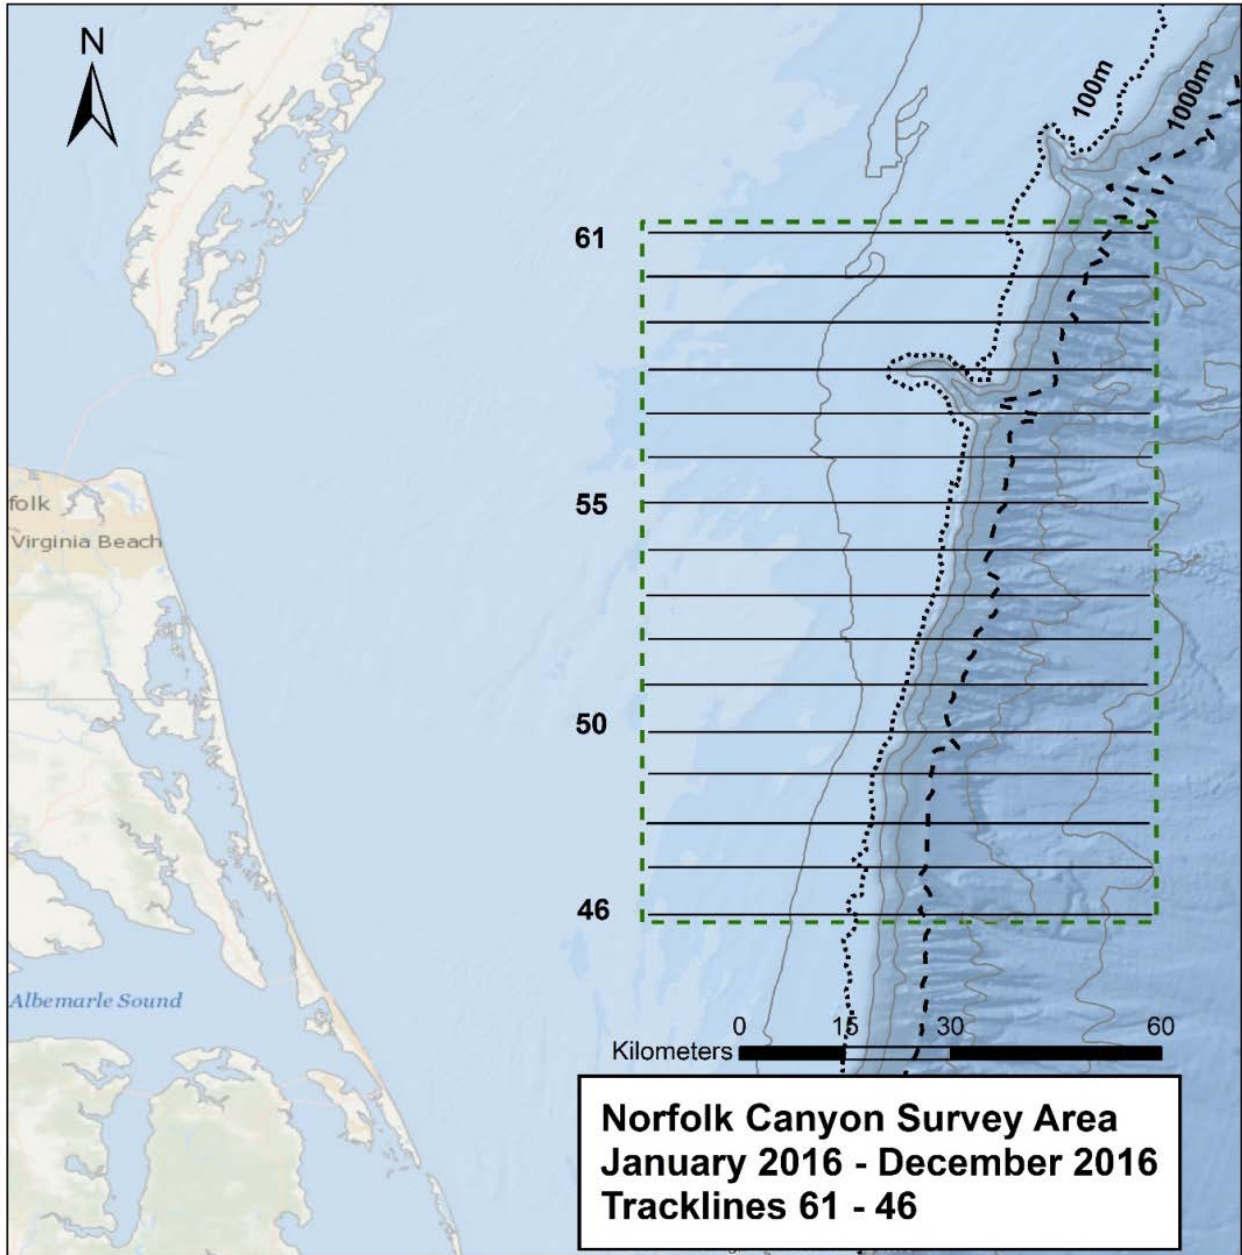 N
100m
1000m
61
55
folk
Virginia Beach
50
46
Albemarle Sound
0 15 30 60
Kilometers
Norfolk Canyon Survey Area
January 2016 - December 2016
Tracklines 61 - 46